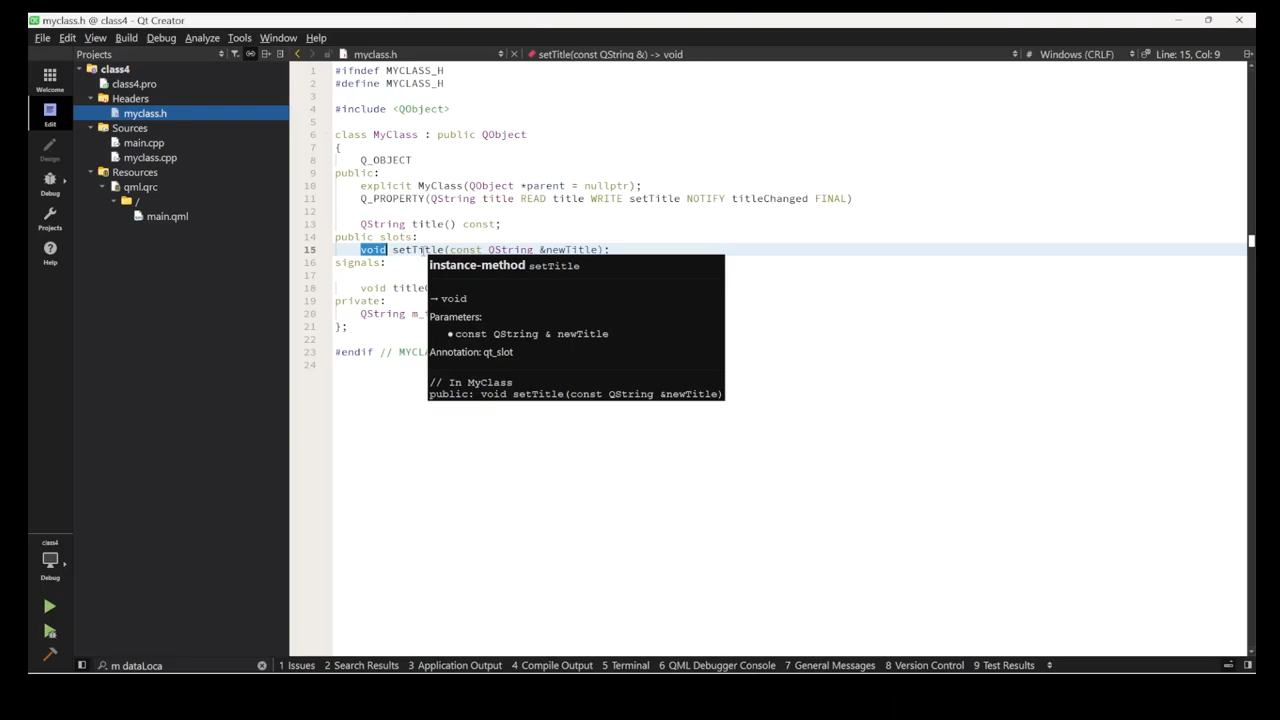 myclass.h @ class4 - Qt Creator
File Edit View Build Debug Analyze Tools Window Help
Projects
myclass.h
setTitle(const QString &) -> void
# Windows (CRLF)
Line: 15, Col: 9
Welcome
Edit
Design
Debug
Projects
Help
class4
class4.pro
Headers
myclass.h
Sources
main.cpp
myclass.cpp
Resources
qml.qrc
/
main.qml
1 #ifndef MYCLASS_H
2 #define MYCLASS_H
3
4 #include <QObject>
5
6 class MyClass : public QObject
7 {
8 Q_OBJECT
9 public:
10 explicit MyClass(QObject *parent = nullptr);
11 Q_PROPERTY(QString title READ title WRITE setTitle NOTIFY titleChanged FINAL)
12
13 QString title() const;
14 public slots:
15 void setTitle(const QString &newTitle);
16 signals:
17
18 void title
19 private:
20 QString m_
21 };
22
23 #endif // MYCL
24
instance-method setTitle
→ void
Parameters:
• const QString & newTitle
Annotation: qt_slot
// In MyClass
public: void setTitle(const QString &newTitle)
class4
Debug
m dataLoca
1 Issues 2 Search Results 3 Application Output 4 Compile Output 5 Terminal 6 QML Debugger Console 7 General Messages 8 Version Control 9 Test Results